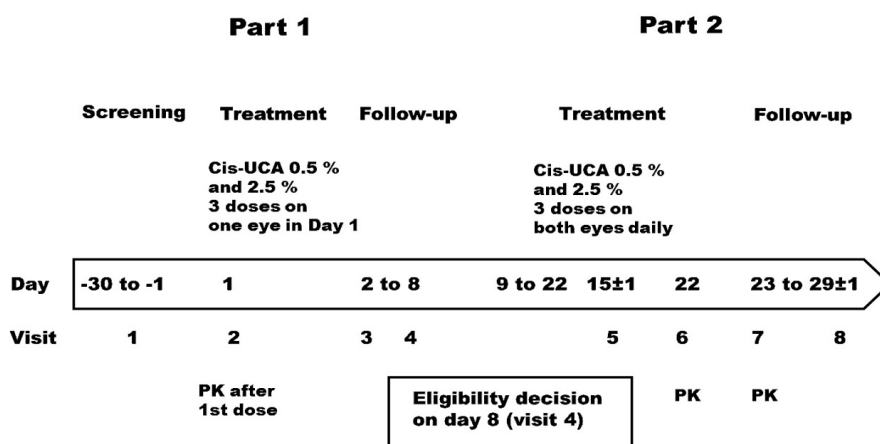 Part 1 Part 2
Screening Treatment Follow-up Treatment Follow-up
Cis-UCA 0.5 %
and 2.5 %
3 doses on
one eye in Day 1
Cis-UCA 0.5 %
and 2.5 %
3 doses on
both eyes daily
Day -30 to -1 1 2 to 8 9 to 22 15±1 22 23 to 29±1
Visit 1 2 3 4 5 6 7 8
PK after
1st dose
Eligibility decision
on day 8 (visit 4)
PK PK